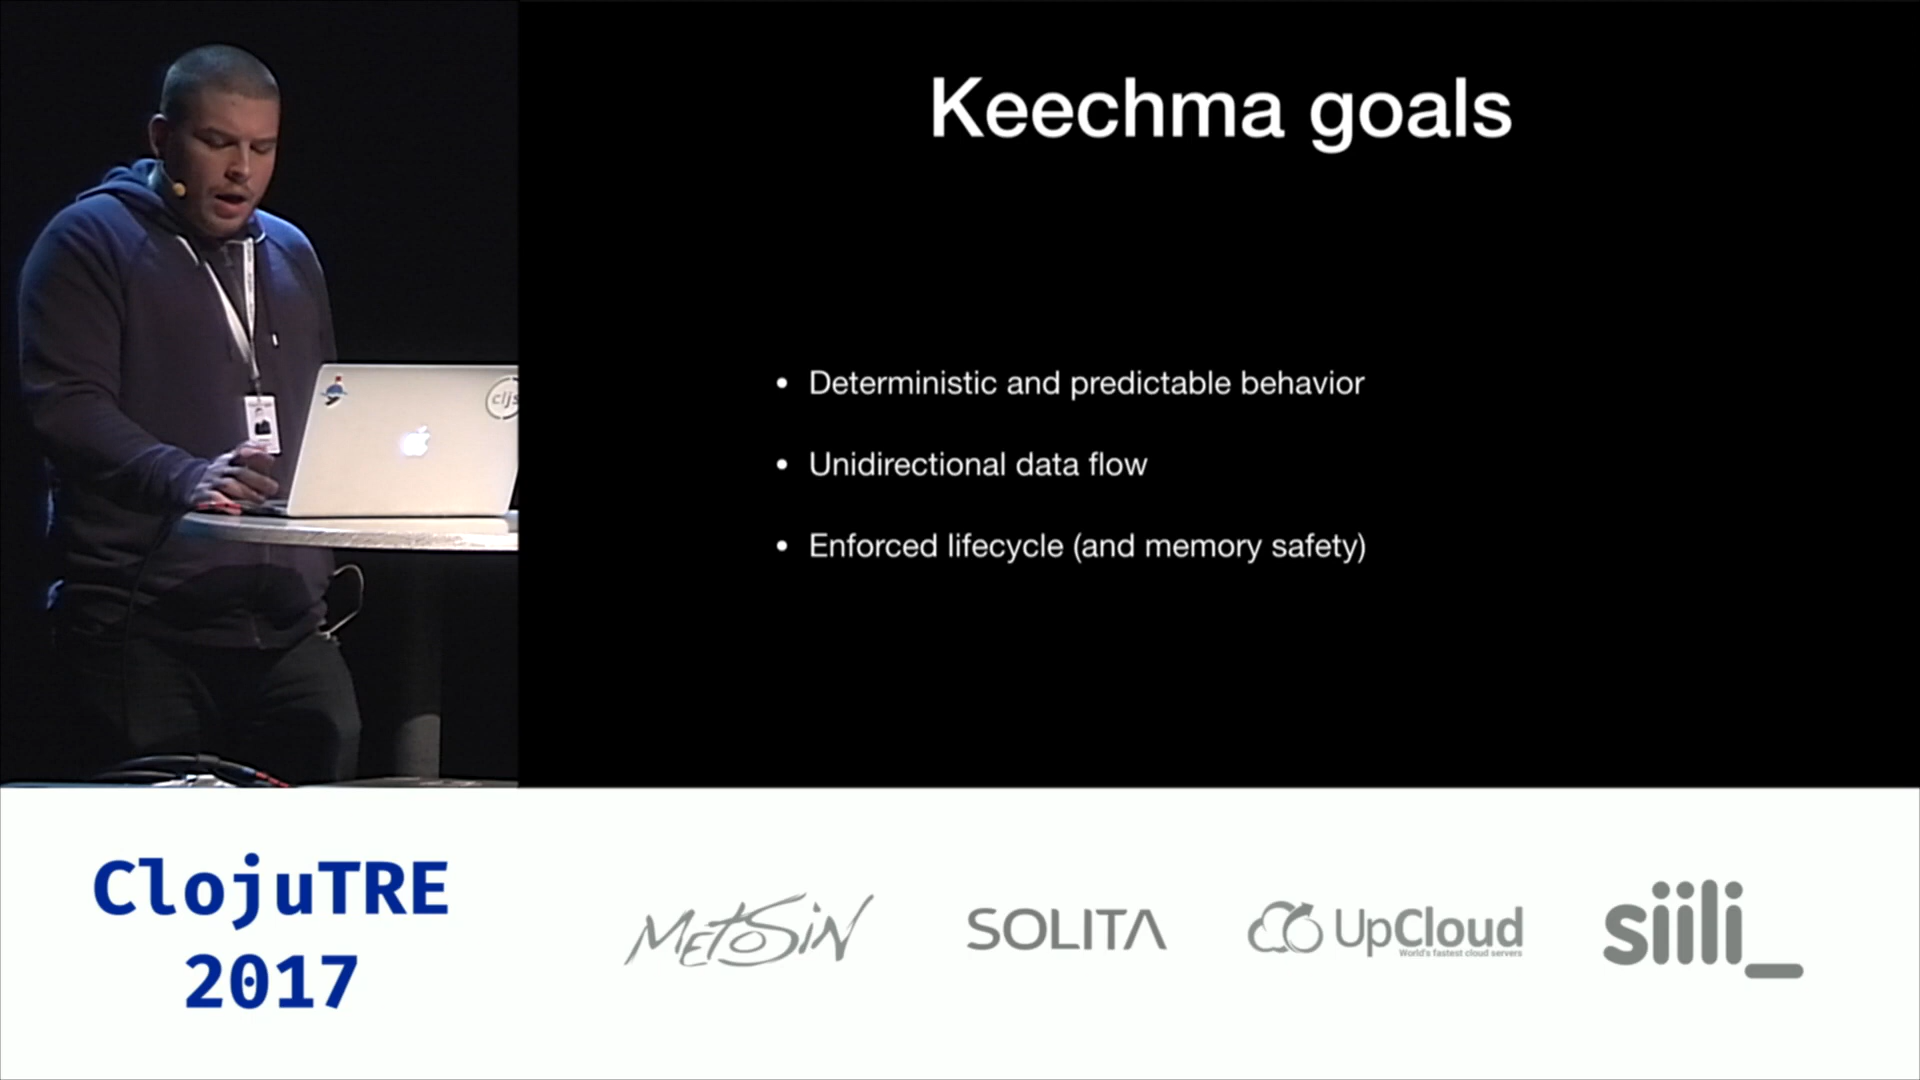 Keechma goals
• Deterministic and predictable behavior
• Unidirectional data flow
• Enforced lifecycle (and memory safety)
cljs
ClojuTRE
2017
METOSIN
SOLITA
UpCloud
World's fastest cloud servers
siili_